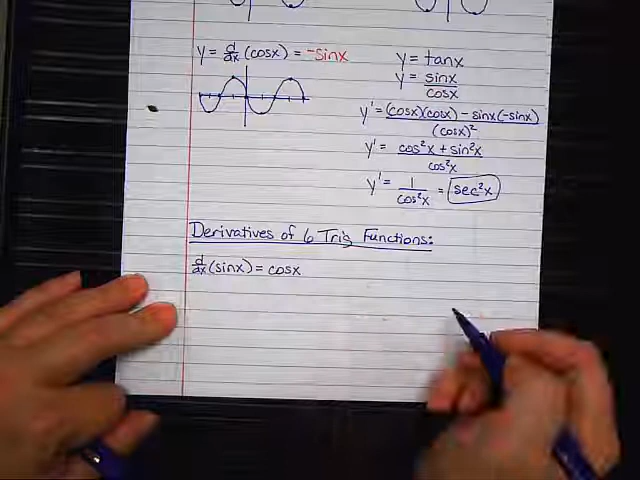 y = d/dx (cosx) = -sinx
y = tanx
y = sinx/cosx
y' = (cosx)(cosx) - sinx(-sinx)/(cosx)²
y' = cos²x + sin²x/cos²x
y' = 1/cos²x = sec²x
Derivatives of 6 Trig Functions:
d/dx (sinx) = cosx